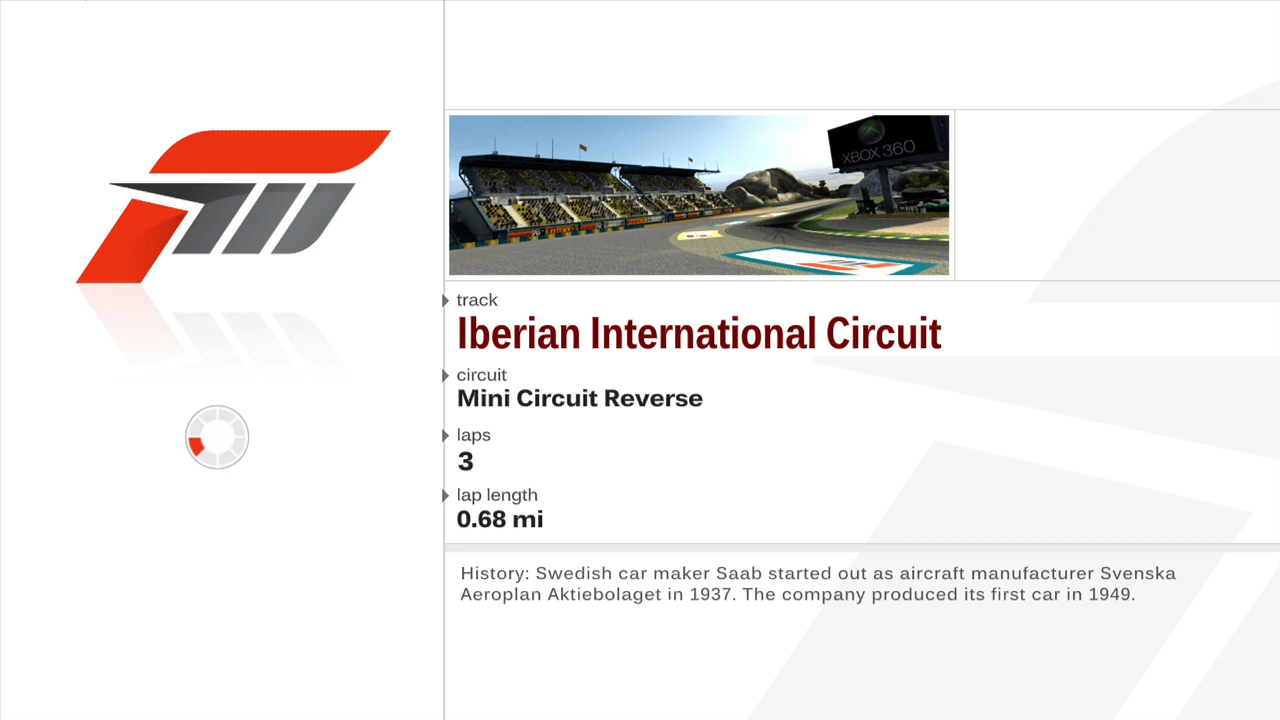 XBOX 360
track
Iberian International Circuit
circuit
Mini Circuit Reverse
laps
3
lap length
0.68 mi
History: Swedish car maker Saab started out as aircraft manufacturer Svenska
Aeroplan Aktiebolaget in 1937. The company produced its first car in 1949.